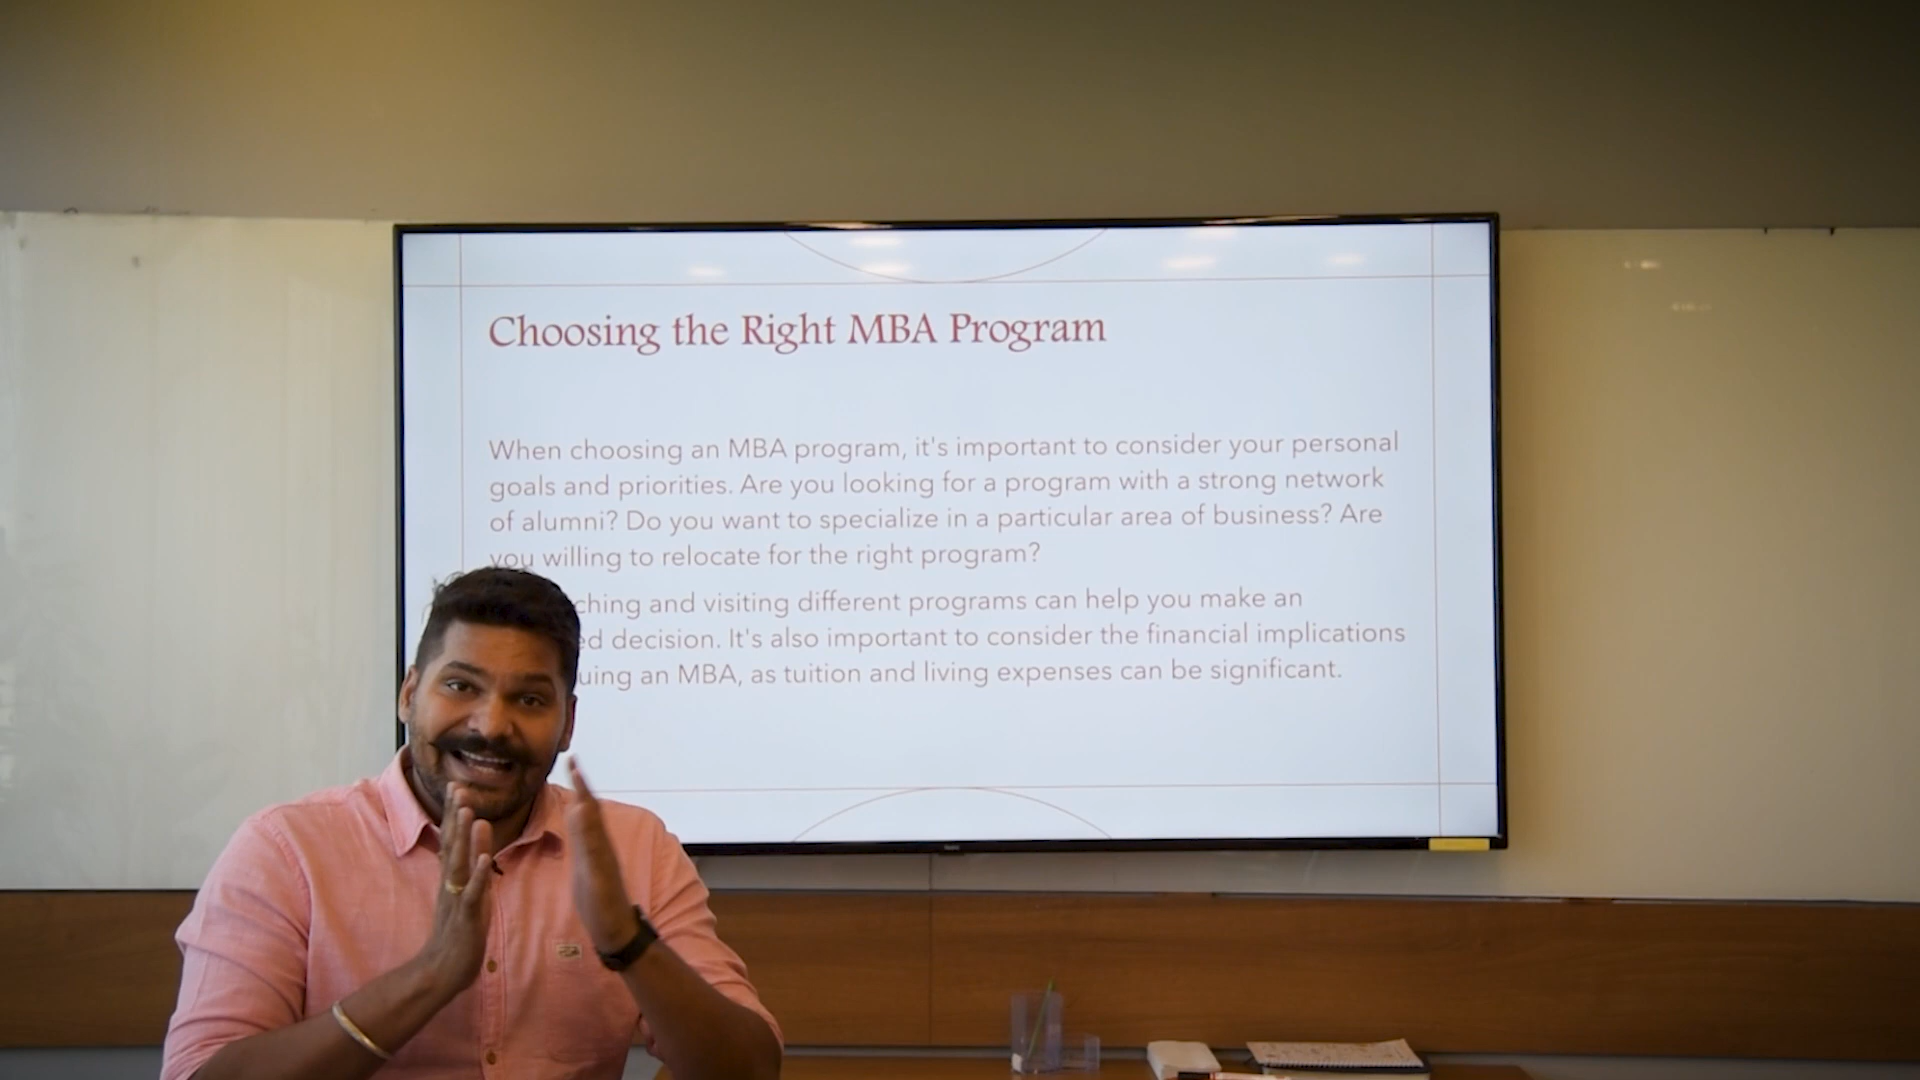 Choosing the Right MBA Program
When choosing an MBA program, it's important to consider your personal
goals and priorities. Are you looking for a program with a strong network
of alumni? Do you want to specialize in a particular area of business? Are
you willing to relocate for the right program?
ching and visiting different programs can help you make an
ed decision. It's also important to consider the financial implications
uing an MBA, as tuition and living expenses can be significant.